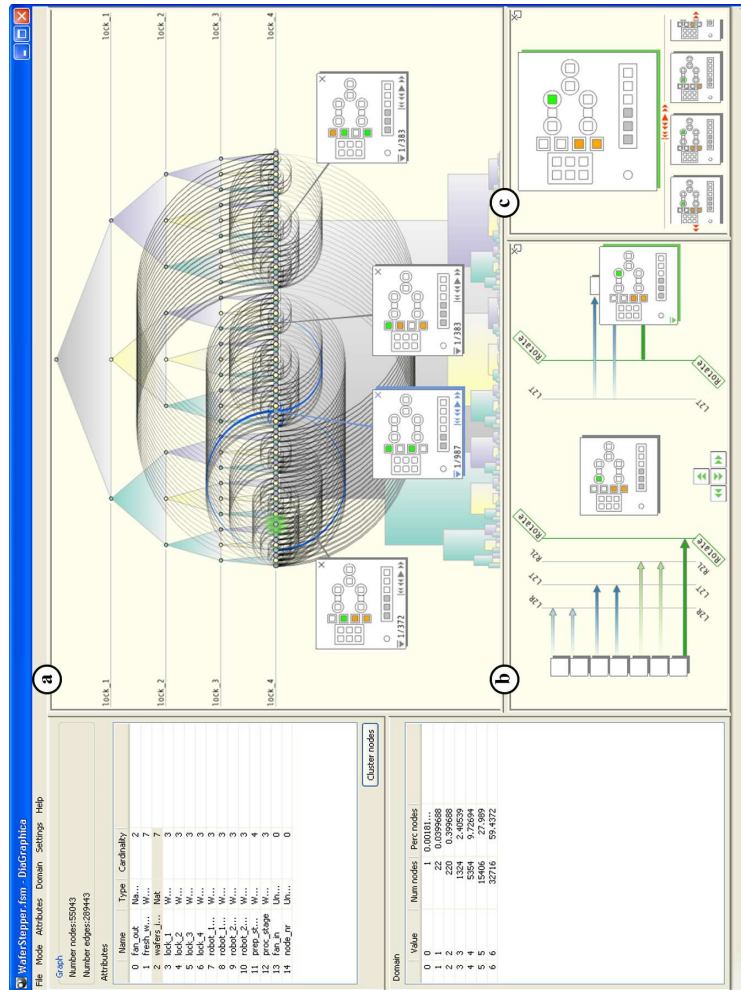 WaferStepper.fsm - DiaGraphica
File Mode Attributes Domain Settings Help
Graph
Number nodes:55043
Number edges:289443
Attributes
Name Type Cardinality
0 fan_out Na... 2
1 fresh_w... W... 7
2 wafers_i... Nat 7
3 lock_1 W... 3
4 lock_2 W... 3
5 lock_3 W... 3
6 lock_4 W... 3
7 robot_1... W... 3
8 robot_1... W... 3
9 robot_2... W... 3
10 robot_2... W... 3
11 prep_st... W... 4
12 proc_stage W... 3
13 fan_in Un... 0
14 node_nr Un... 0
Cluster nodes
Domain
Value Num nodes Perc nodes
0 0 1 0.00181...
1 1 22 0.0399688
2 2 220 0.399688
3 3 1324 2.40539
4 4 5354 9.72694
5 5 15406 27.989
6 6 32716 59.4372
a
lock_1 lock_1
lock_2 lock_2
lock_3 lock_3
lock_4 lock_4
1/372
1/987
1/383
1/383
b
L2R
L2T
R2L
Rotate
L2R
L2T
R2L
Rotate
L2T
Rotate
L2T
Rotate
c